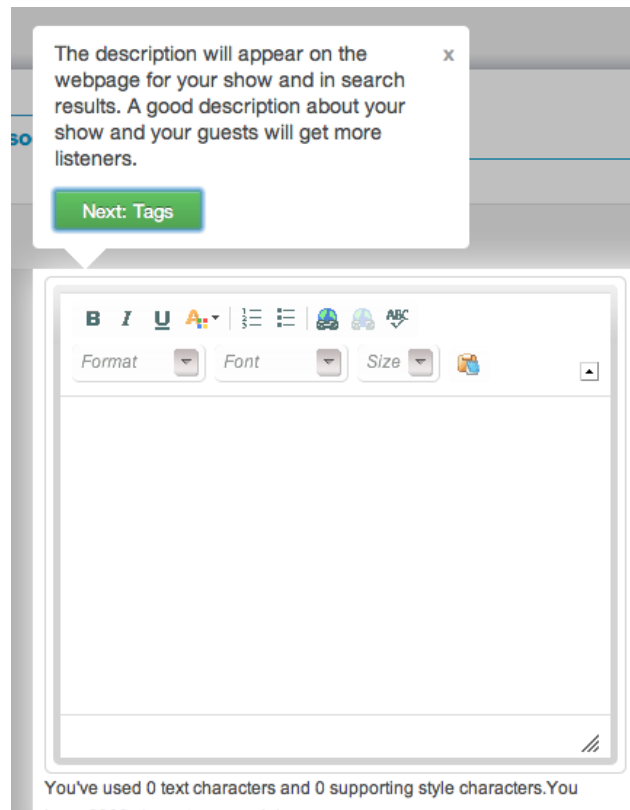 The description will appear on the x
webpage for your show and in search
results. A good description about your
show and your guests will get more
listeners.
so
Next: Tags
B I U A ABC
Format Font Size
You've used 0 text characters and 0 supporting style characters.You